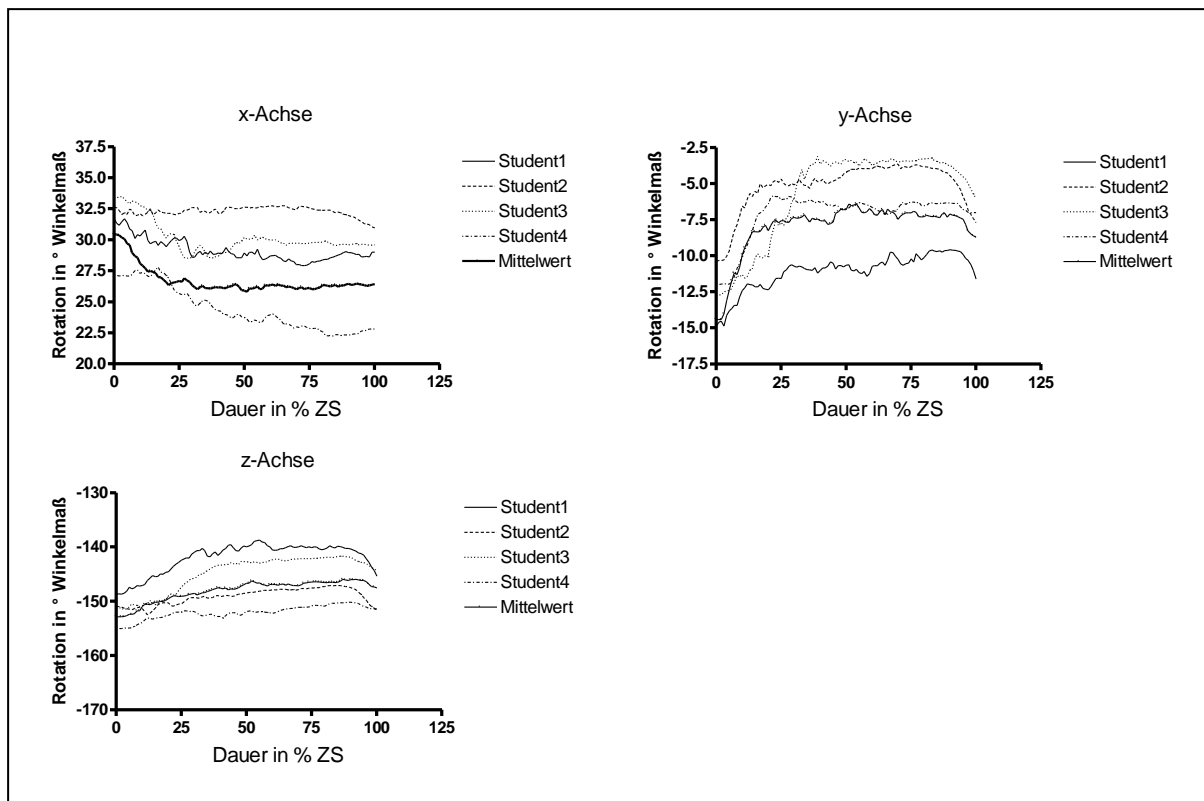 x-Achse
37.5
35.0
32.5
30.0
27.5
25.0
22.5
20.0
Rotation in ° Winkelmaß
0 25 50 75 100 125
Dauer in % ZS
Student1
Student2
Student3
Student4
Mittelwert
y-Achse
-2.5
-5.0
-7.5
-10.0
-12.5
-15.0
-17.5
Rotation in ° Winkelmaß
0 25 50 75 100 125
Dauer in % ZS
Student1
Student2
Student3
Student4
Mittelwert
z-Achse
-130
-140
-150
-160
-170
Rotation in ° Winkelmaß
0 25 50 75 100 125
Dauer in % ZS
Student1
Student2
Student3
Student4
Mittelwert